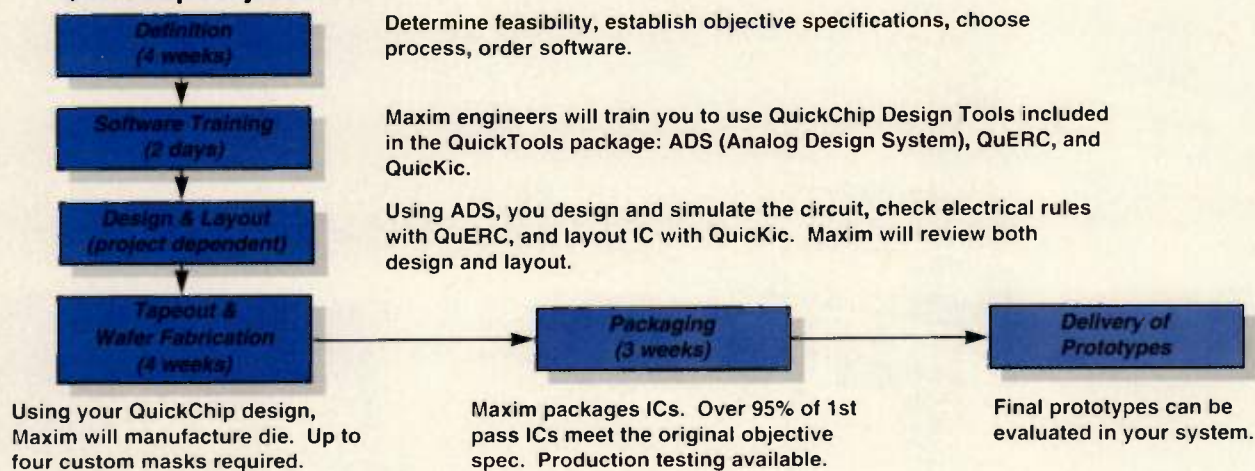 Definition
(4 weeks)
Determine feasibility, establish objective specifications, choose
process, order software.
Software Training
(2 days)
Maxim engineers will train you to use QuickChip Design Tools included
in the QuickTools package: ADS (Analog Design System), QuERC, and
QuicKic.
Design & Layout
(project dependent)
Using ADS, you design and simulate the circuit, check electrical rules
with QuERC, and layout IC with QuicKic. Maxim will review both
design and layout.
Tapeout &
Wafer Fabrication
(4 weeks)
Using your QuickChip design,
Maxim will manufacture die. Up to
four custom masks required.
Packaging
(3 weeks)
Maxim packages ICs. Over 95% of 1st
pass ICs meet the original objective
spec. Production testing available.
Delivery of
Prototypes
Final prototypes can be
evaluated in your system.